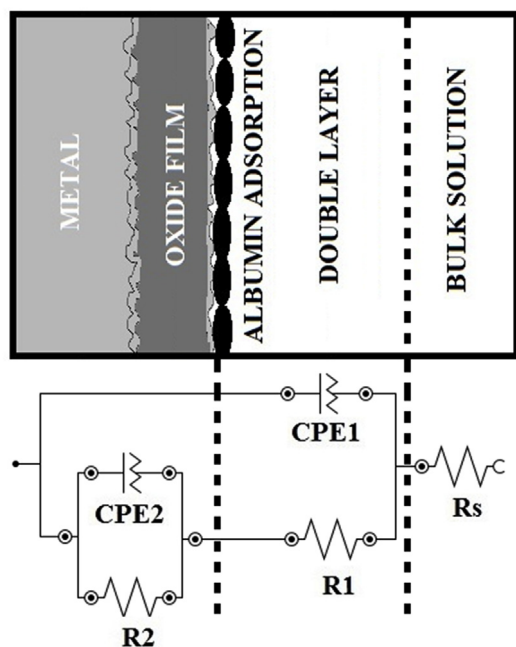 METAL
OXIDE FILM
ALBUMIN ADSORPTION
DOUBLE LAYER
BULK SOLUTION
CPE1
CPE2
Rs
R1
R2